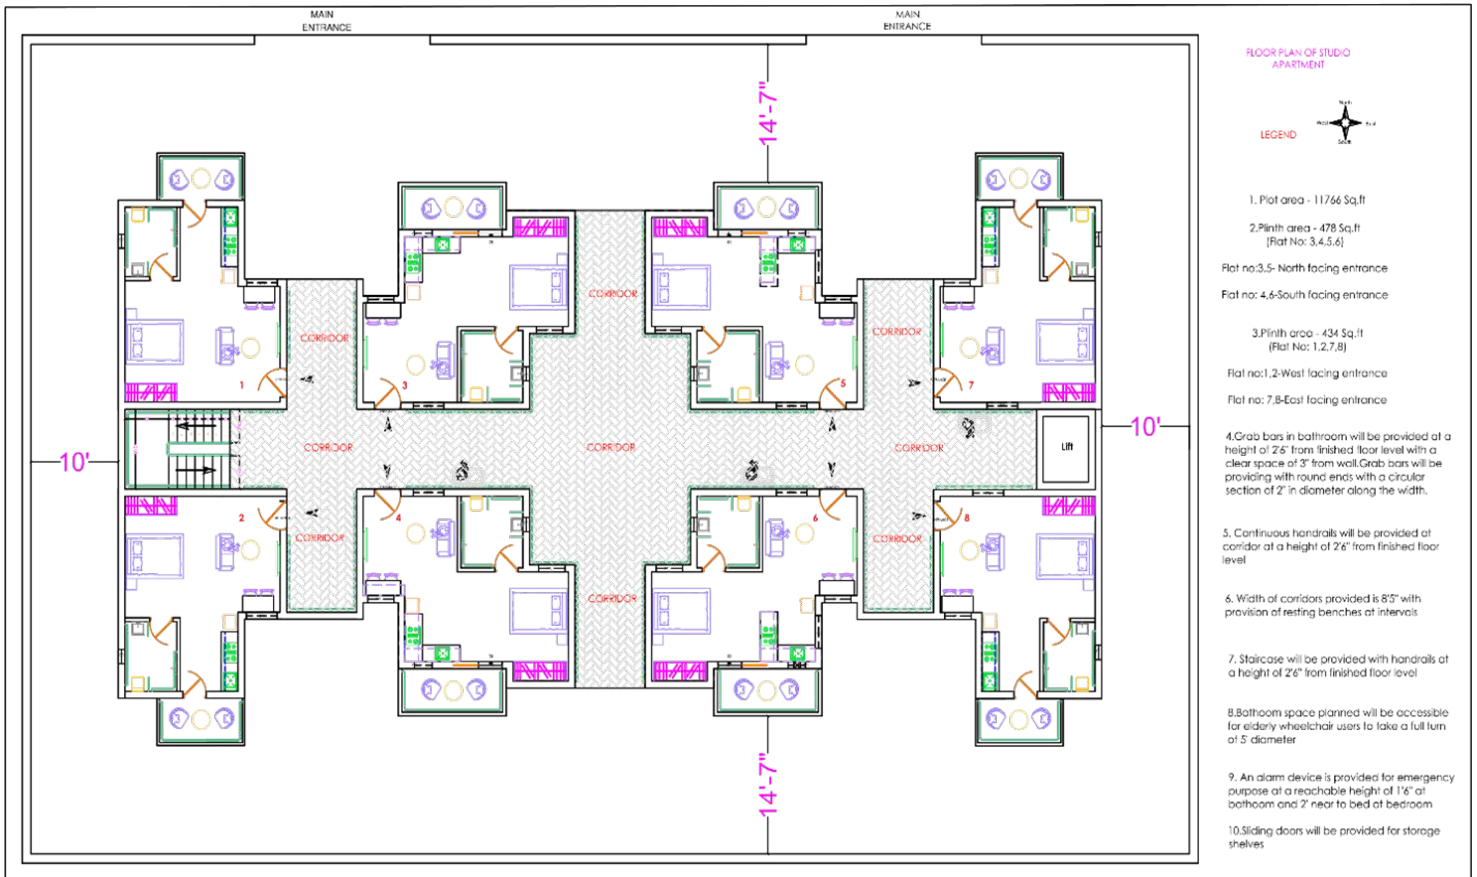 MAIN
ENTRANCE
MAIN
ENTRANCE
14'-7"
CORRIDOR
CORRIDOR
CORRIDOR
1
3
5
7
10'
CORRIDOR
CORRIDOR
CORRIDOR
Lift
10'
2
4
6
8
CORRIDOR
CORRIDOR
CORRIDOR
14'-7"
FLOOR PLAN OF STUDIO
APARTMENT
North
West
East
South
LEGEND
1. Plot area - 11766 Sq.ft
2.Plinth area - 478 Sq.ft
(Flat No: 3,4,5,6)
Flat no:3,5- North facing entrance
Flat no: 4,6-South facing entrance
3.Plinth area - 434 Sq.ft
(Flat No: 1,2,7,8)
Flat no:1,2-West facing entrance
Flat no: 7,8-East facing entrance
4.Grab bars in bathroom will be provided at a
height of 2'6" from finished floor level with a
clear space of 3" from wall.Grab bars will be
providing with round ends with a circular
section of 2" in diameter along the width.
5. Continuous handrails will be provided at
corridor at a height of 2'6" from finished floor
level
6. Width of corridors provided is 8'5" with
provision of resting benches at intervals
7. Staircase will be provided with handrails at
a height of 2'6" from finished floor level
8.Bathoom space planned will be accessible
for elderly wheelchair users to take a full turn
of 5' diameter
9. An alarm device is provided for emergency
purpose at a reachable height of 1'6" at
bathoom and 2' near to bed at bedroom
10.Sliding doors will be provided for storage
shelves